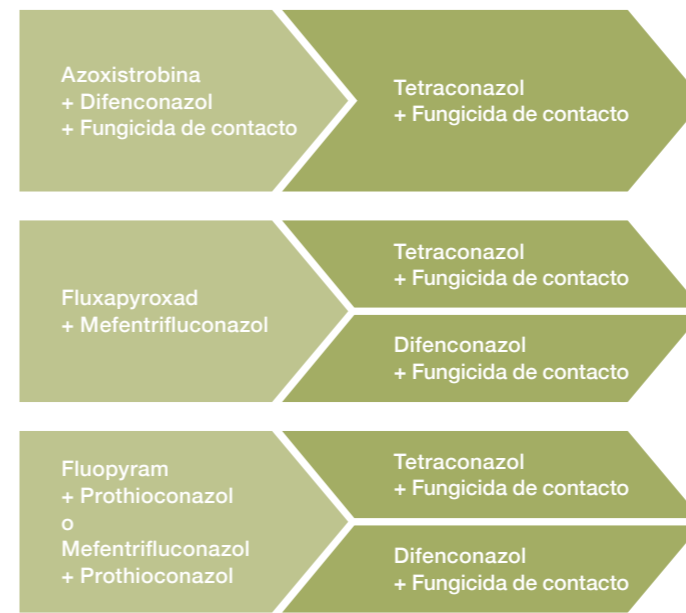 Azoxistrobina
+ Difenconazol
+ Fungicida de contacto
Tetraconazol
+ Fungicida de contacto
Fluxapyroxad
+ Mefentrifluconazol
Tetraconazol
+ Fungicida de contacto
Difenconazol
+ Fungicida de contacto
Fluopyram
+ Prothioconazol
o
Mefentrifluconazol
+ Prothioconazol
Tetraconazol
+ Fungicida de contacto
Difenconazol
+ Fungicida de contacto